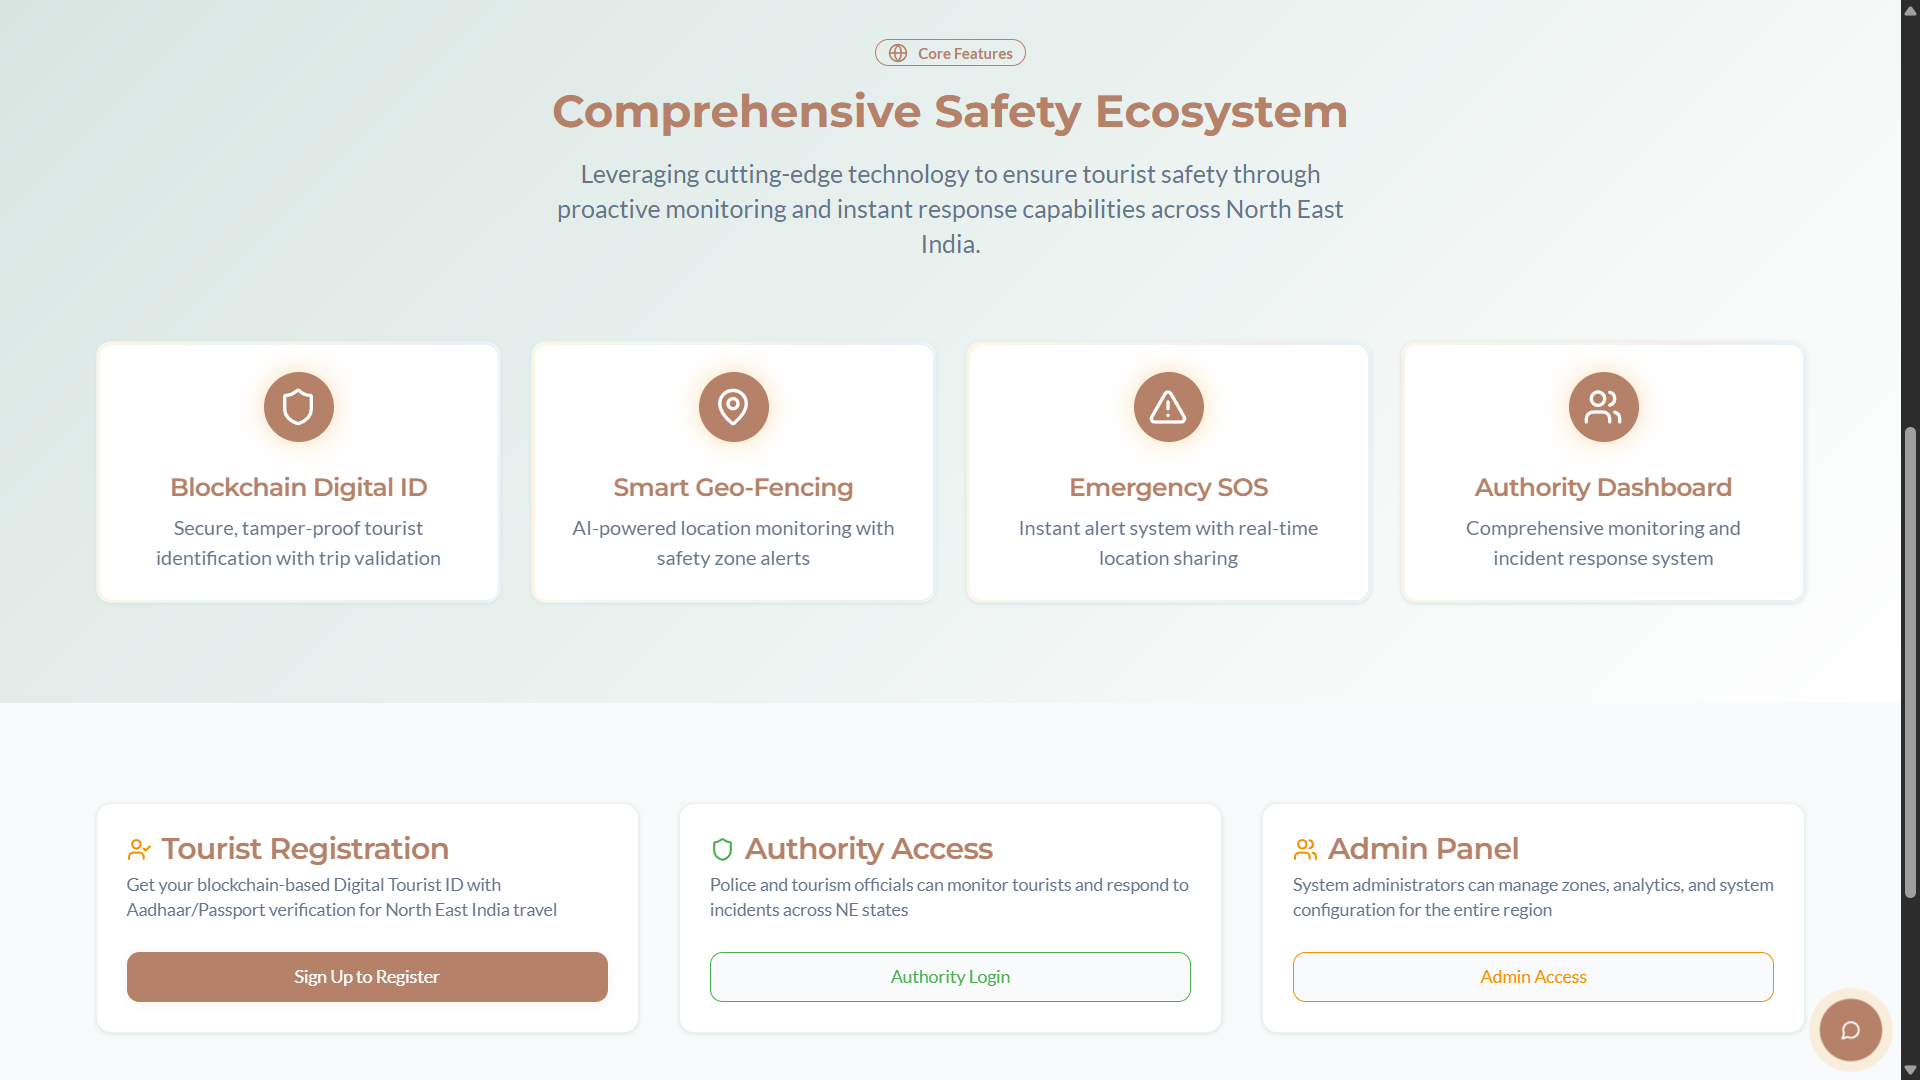 Core Features
Comprehensive Safety Ecosystem
Leveraging cutting-edge technology to ensure tourist safety through
proactive monitoring and instant response capabilities across North East
India.
Blockchain Digital ID
Secure, tamper-proof tourist
identification with trip validation
Smart Geo-Fencing
AI-powered location monitoring with
safety zone alerts
Emergency SOS
Instant alert system with real-time
location sharing
Authority Dashboard
Comprehensive monitoring and
incident response system
Tourist Registration
Get your blockchain-based Digital Tourist ID with
Aadhaar/Passport verification for North East India travel
Sign Up to Register
Authority Access
Police and tourism officials can monitor tourists and respond to
incidents across NE states
Authority Login
Admin Panel
System administrators can manage zones, analytics, and system
configuration for the entire region
Admin Access